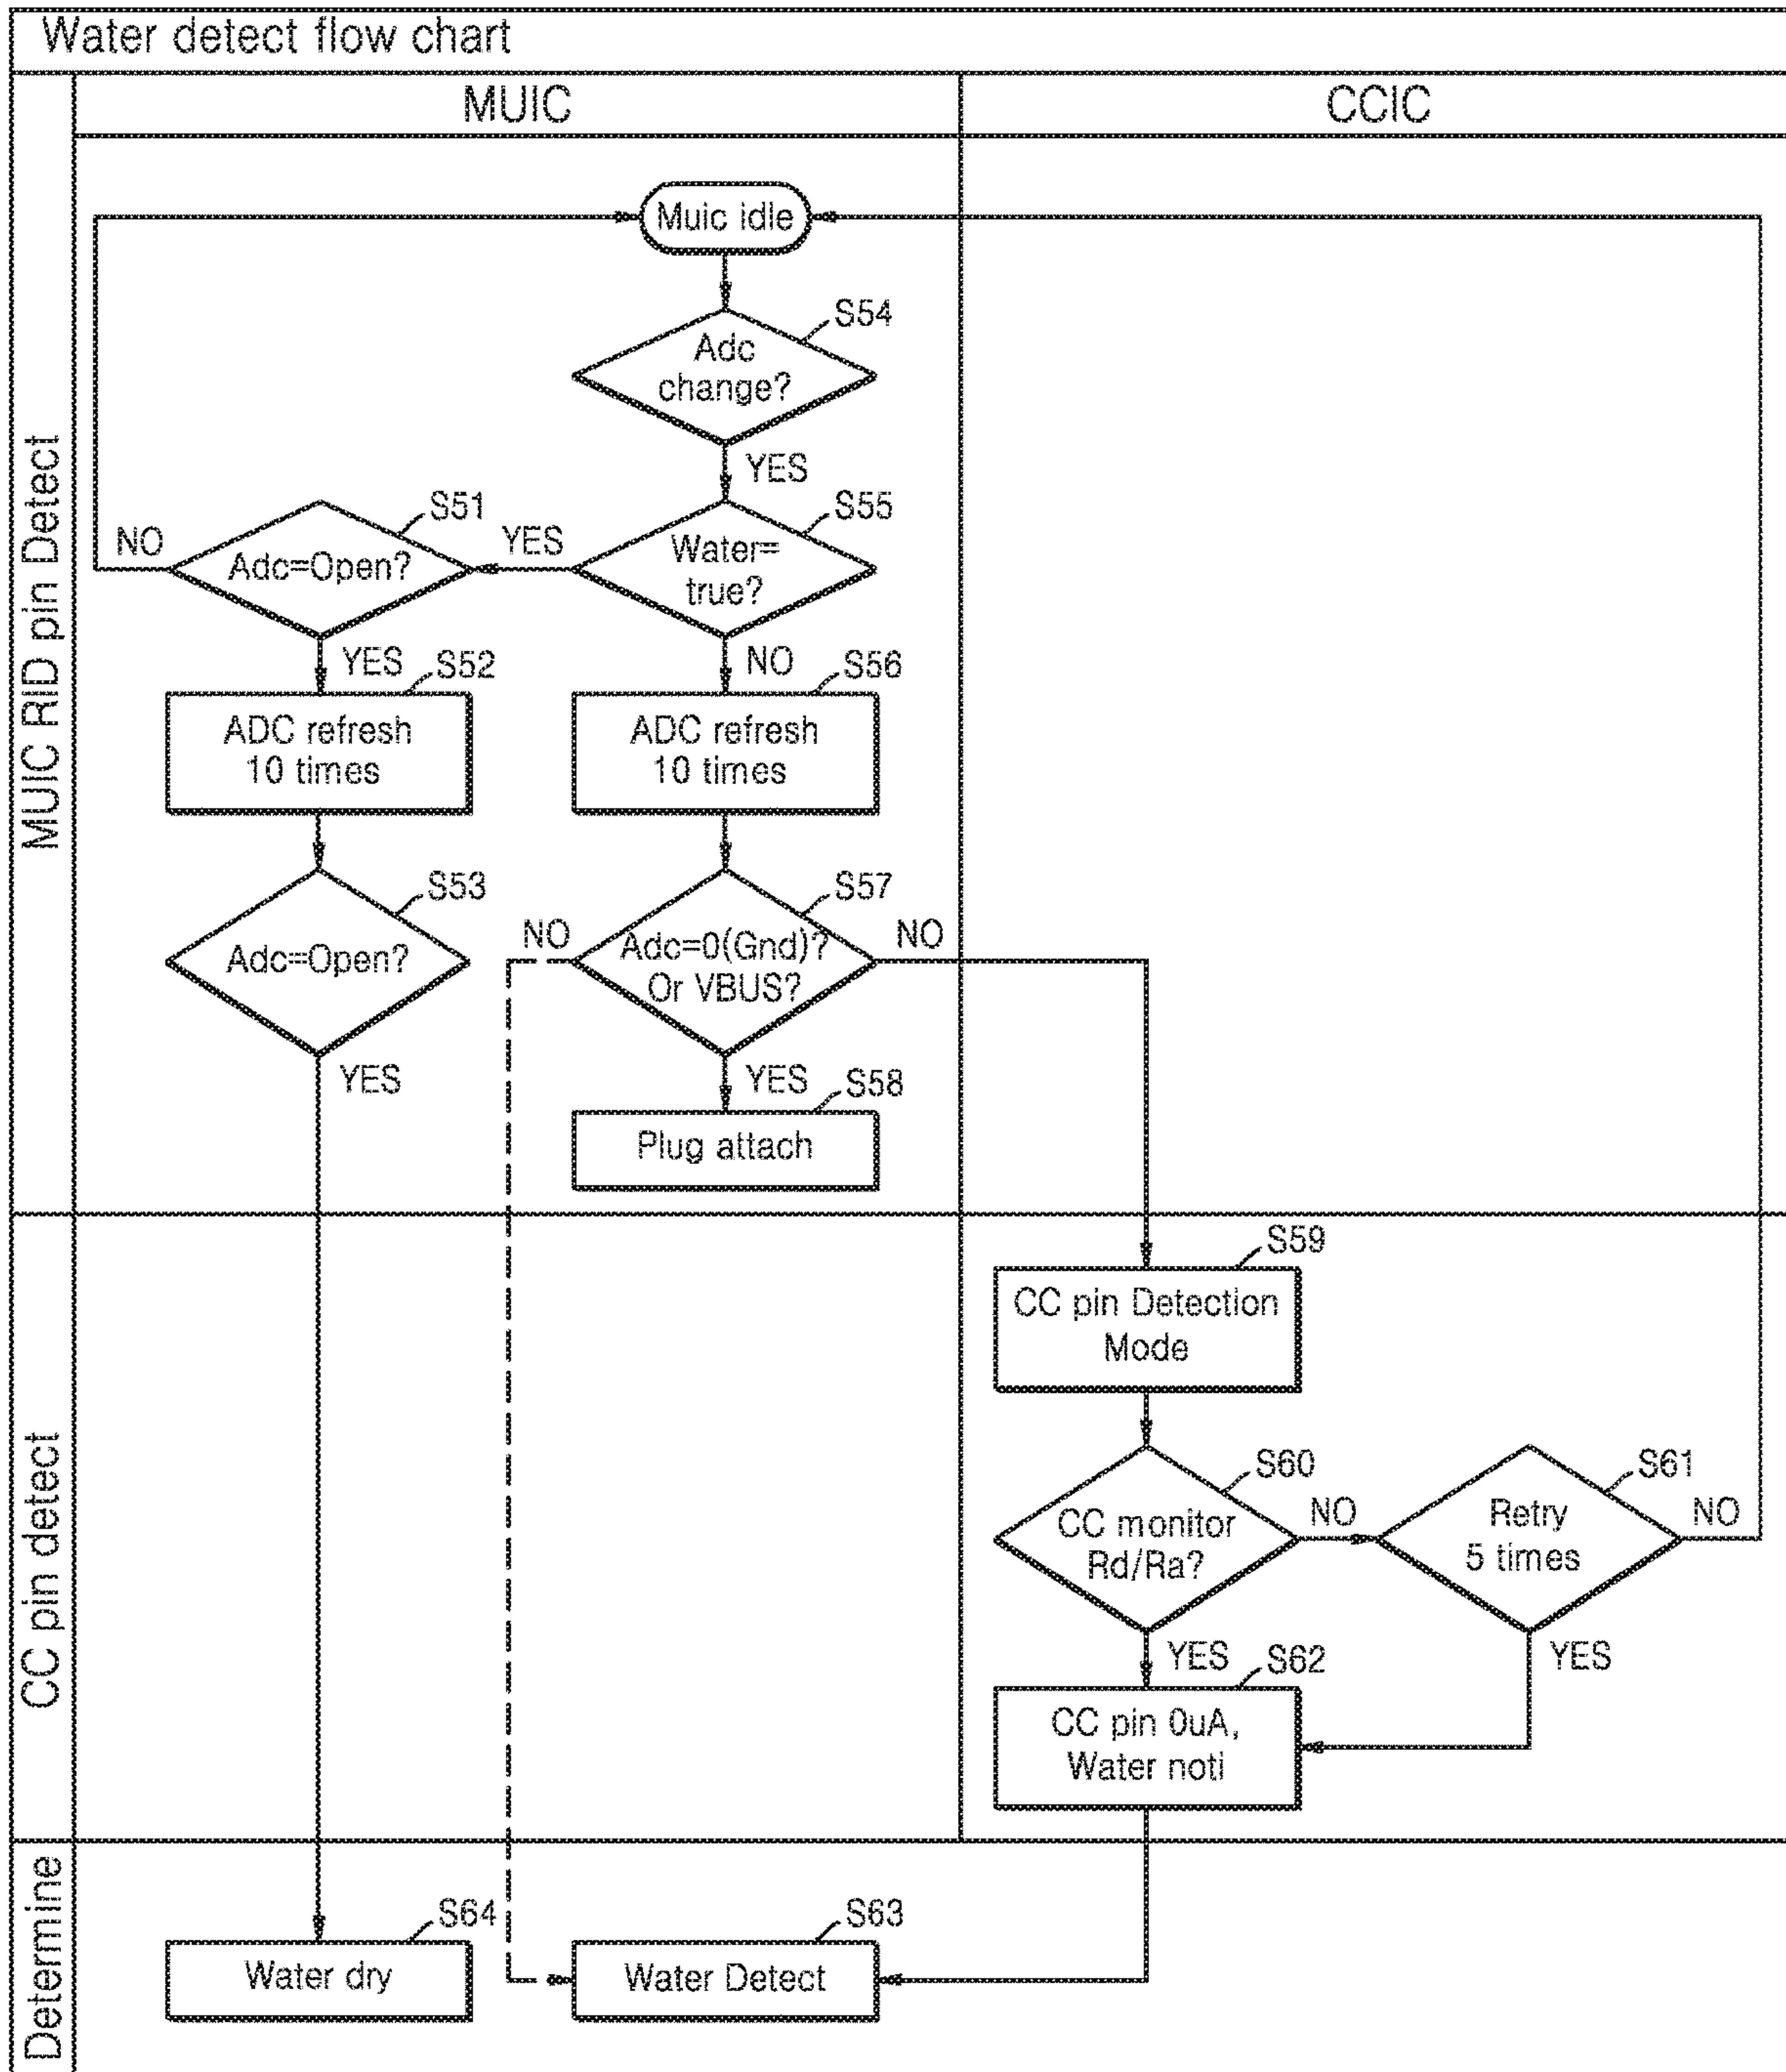 Water detect flow chart
MUIC
CCIC
MUIC RID pin Detect
Muic idle
S54
Adc
change?
YES
S51
Adc=Open?
NO
YES
S55
Water=
true?
YES
S52
NO
S56
ADC refresh
10 times
ADC refresh
10 times
S53
Adc=Open?
YES
S57
NO
Adc=0(Gnd)?
Or VBUS?
NO
YES
S58
Plug attach
CC pin detect
S59
CC pin Detection
Mode
S60
CC monitor
Rd/Ra?
NO
S61
Retry
5 times
NO
YES
S62
YES
CC pin 0uA,
Water noti
Determine
S64
Water dry
S63
Water Detect